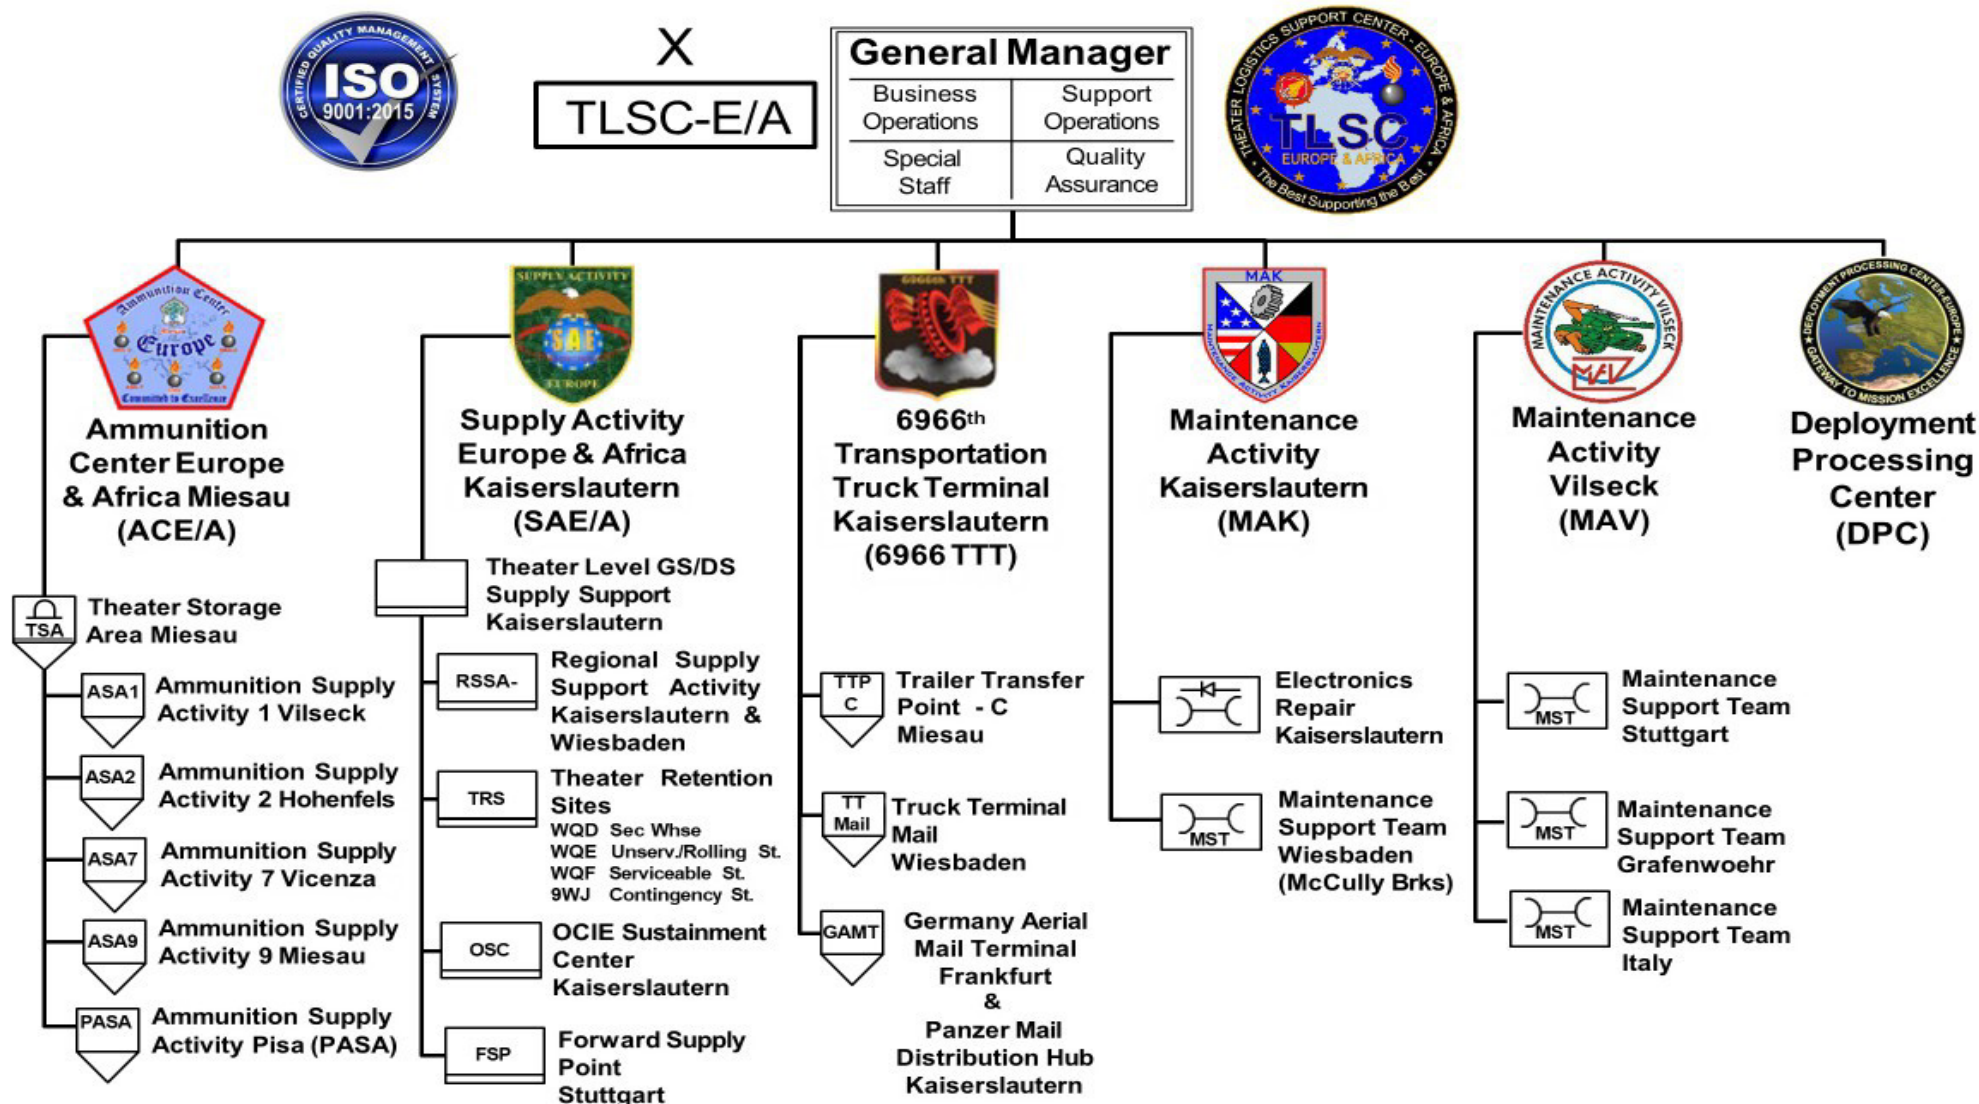 CERTIFIED QUALITY MANAGEMENT SYSTEM
ISO
9001:2015
X
TLSC-E/A
General Manager
Business
Operations
Support
Operations
Special
Staff
Quality
Assurance
THEATER LOGISTICS SUPPORT CENTER - EUROPE & AFRICA
TLSC
EUROPE & AFRICA
The Best Supporting the Best
Ammunition Center
Europe
Committed to Excellence
Ammunition
Center Europe
& Africa Miesau
(ACE/A)
TSA
Theater Storage
Area Miesau
ASA1
Ammunition Supply
Activity 1 Vilseck
ASA2
Ammunition Supply
Activity 2 Hohenfels
ASA7
Ammunition Supply
Activity 7 Vicenza
ASA9
Ammunition Supply
Activity 9 Miesau
PASA
Ammunition Supply
Activity Pisa (PASA)
SUPPLY ACTIVITY
SAE
EUROPE
Supply Activity
Europe & Africa
Kaiserslautern
(SAE/A)
Theater Level GS/DS
Supply Support
Kaiserslautern
RSSA-
Regional Supply
Support Activity
Kaiserslautern &
Wiesbaden
TRS
Theater Retention
Sites
WQD Sec Whse
WQE Unserv./Rolling St.
WQF Serviceable St.
9WJ Contingency St.
OSC
OCIE Sustainment
Center
Kaiserslautern
FSP
Forward Supply
Point
Stuttgart
6966th TTT
6966th
Transportation
Truck Terminal
Kaiserslautern
(6966 TTT)
TTP
C
Trailer Transfer
Point - C
Miesau
TT
Mail
Truck Terminal
Mail
Wiesbaden
GAMT
Germany Aerial
Mail Terminal
Frankfurt
&
Panzer Mail
Distribution Hub
Kaiserslautern
MAK
MAINTENANCE ACTIVITY KAISERSLAUTERN
Maintenance
Activity
Kaiserslautern
(MAK)
Electronics
Repair
Kaiserslautern
MST
Maintenance
Support Team
Wiesbaden
(McCully Brks)
MAINTENANCE ACTIVITY VILSECK
MAV
Maintenance
Activity
Vilseck
(MAV)
MST
Maintenance
Support Team
Stuttgart
MST
Maintenance
Support Team
Grafenwoehr
MST
Maintenance
Support Team
Italy
DEPLOYMENT PROCESSING CENTER-EUROPE
GATEWAY TO MISSION EXCELLENCE
Deployment
Processing
Center
(DPC)